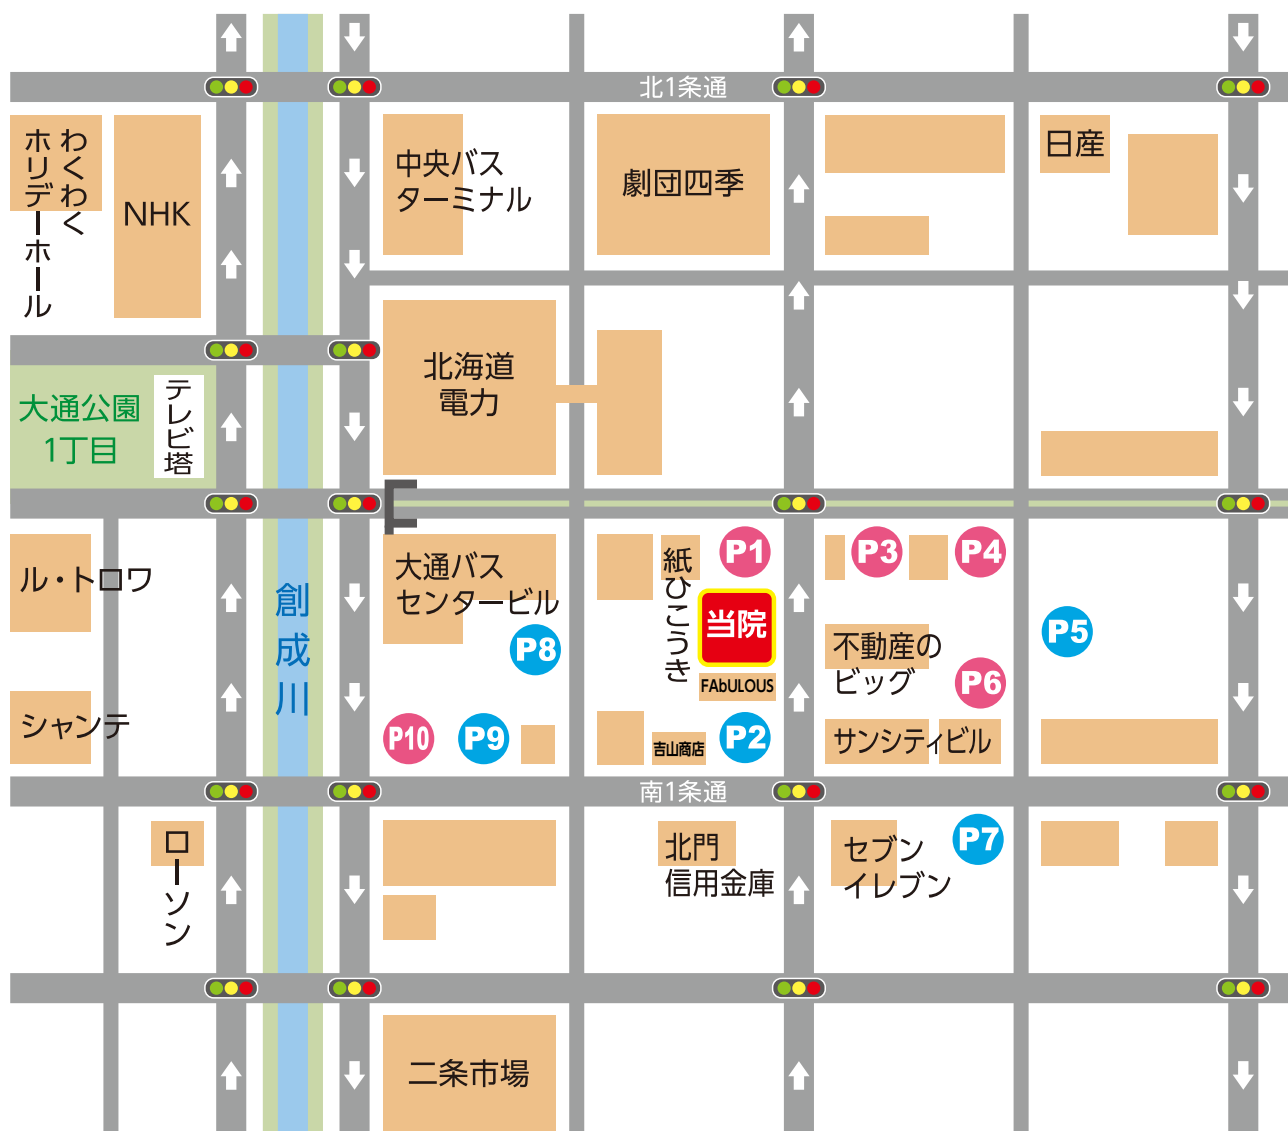 北1条通
わくわく
ホリデーホール
NHK
中央バス
ターミナル
劇団四季
日産
北海道
電力
大通公園
1丁目
テレビ塔
ル・トロワ
シャンテ
創成川
大通バス
センタービル
紙ひこうき
P1
P3
P4
当院
P5
P8
不動産の
ビッグ
FAbULOUS
P6
P10
P9
吉山商店
P2
サンシティビル
南1条通
ローソン
北門
信用金庫
セブン
イレブン
P7
二条市場